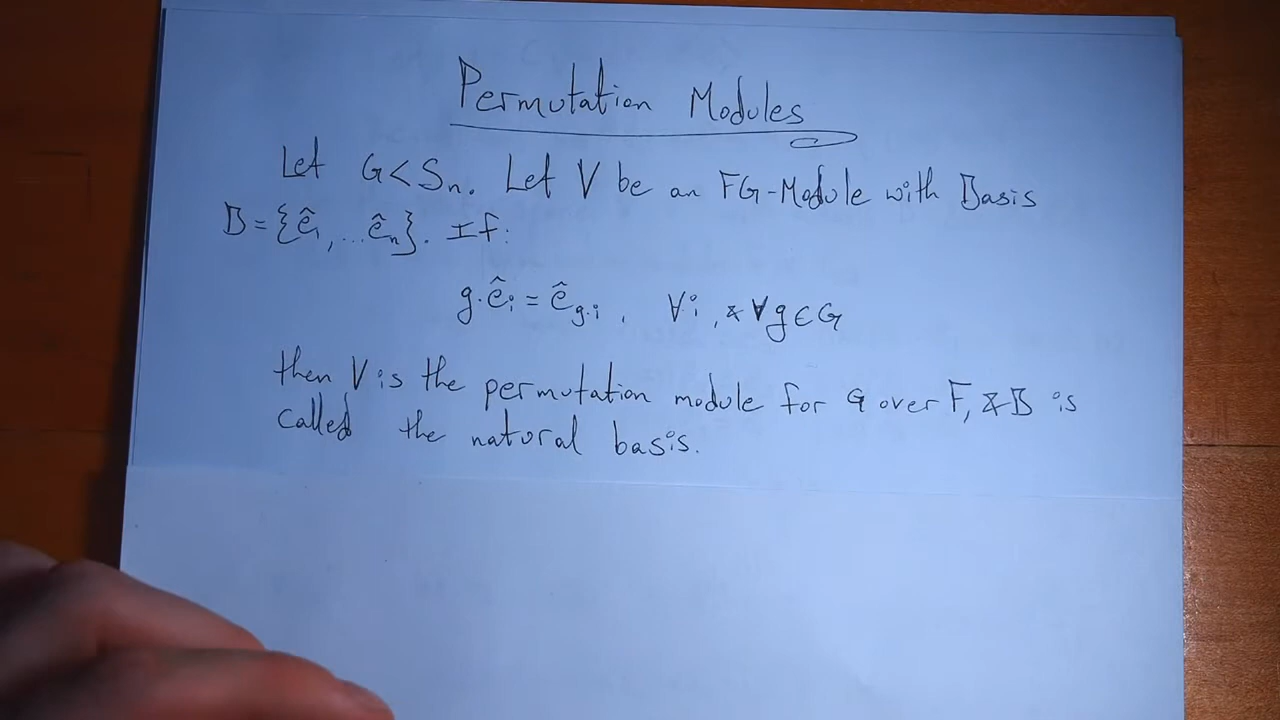 Permutation Modules
Let G<Sₙ. Let V be an FG-Module with Basis
B={ê₁,...êₙ}. If:
g·êᵢ = ê_{g·i}, ∀i, & ∀g∈G
then V is the permutation module for G over F, & B is
called the natural basis.